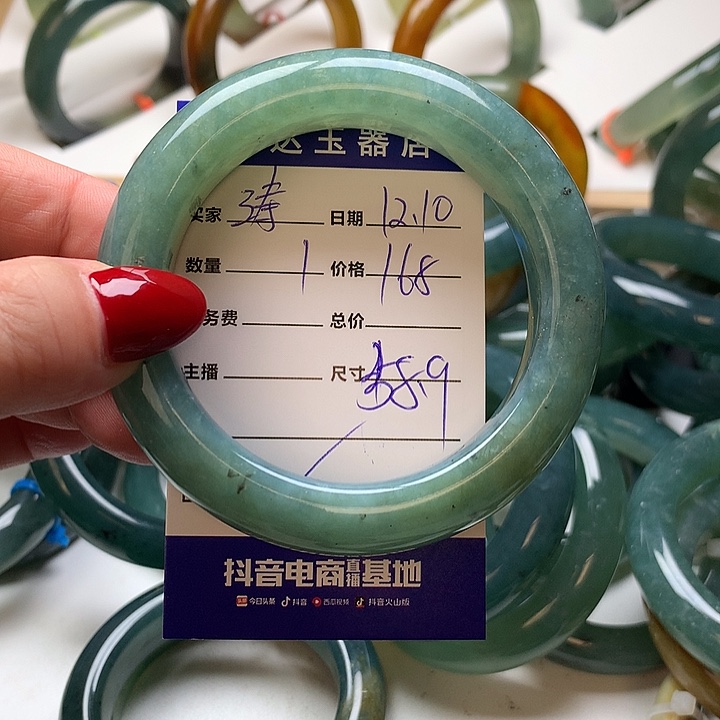 达玉器店
买家 涛 日期 12.10
数量 1 价格 168
务费 总价
主播 尺寸 58.9
抖音电商直播基地
今日头条 抖音 西瓜视频 抖音火山版